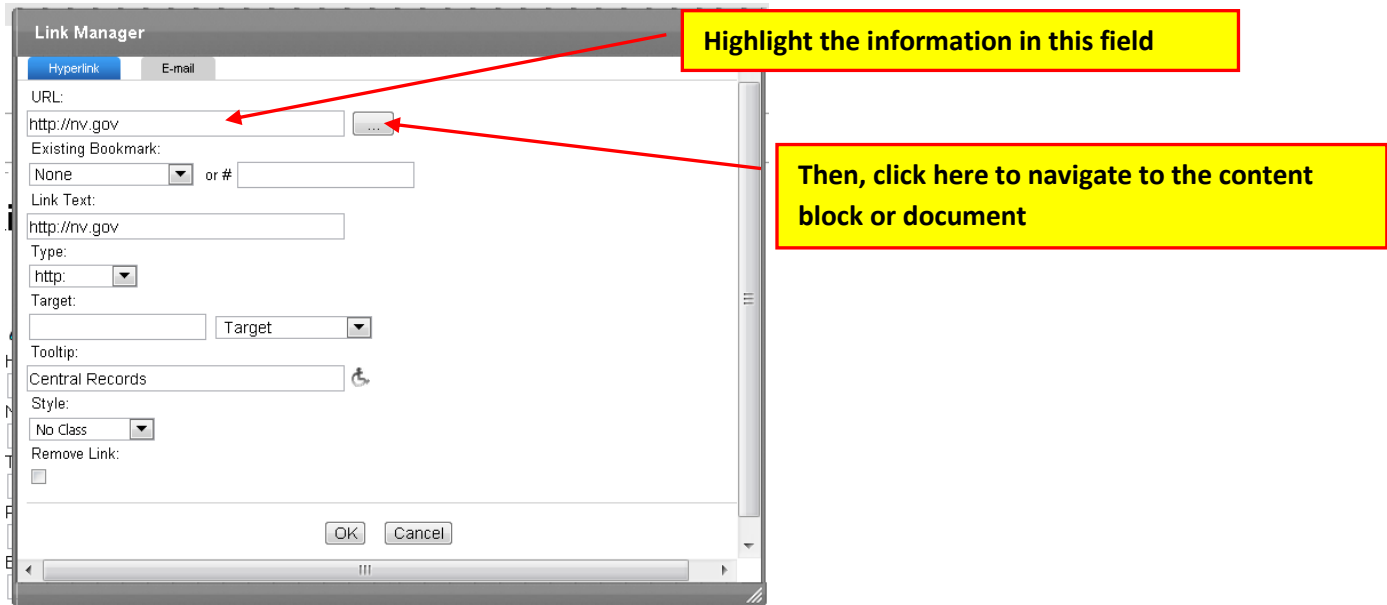 Link Manager
Highlight the information in this field
Hyperlink E-mail
URL:
http://nv.gov ...
Existing Bookmark:
None or #
Then, click here to navigate to the content
block or document
Link Text:
http://nv.gov
Type:
http:
Target:
Target
Tooltip:
Central Records
Style:
No Class
Remove Link:
OK Cancel